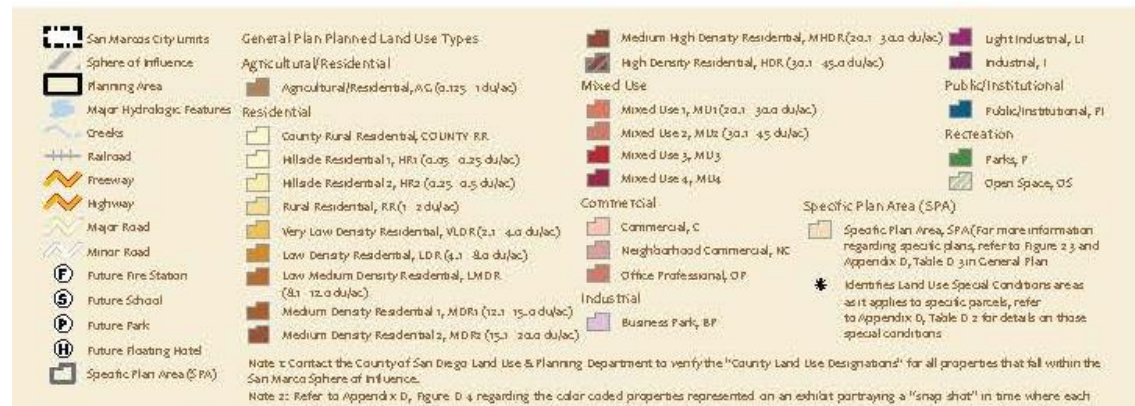 San Marcos City Limits
Sphere of Influence
Planning Area
Major Hydrologic Features
Creeks
Railroad
Freeway
Highway
Major Road
Minor Road
F Future Fire Station
S Future School
P Future Park
H Future Floating Hotel
Specific Plan Area (SPA)
General Plan Planned Land Use Types
Agricultural/Residential
Agricultural/Residential, AG (0.125 1 du/ac)
Residential
County Rural Residential, COUNTY RR
Hillside Residential 1, HR1 (0.05 0.25 du/ac)
Hillside Residential 2, HR2 (0.25 0.5 du/ac)
Rural Residential, RR (1 2 du/ac)
Very Low Density Residential, VLDR (2.1 4.0 du/ac)
Low Density Residential, LDR (4.1 8.0 du/ac)
Low Medium Density Residential, LMDR
(8.1 12.0 du/ac)
Medium Density Residential 1, MDR1 (12.1 15.0 du/ac)
Medium Density Residential 2, MDR2 (15.1 20.0 du/ac)
Medium High Density Residential, MHDR (20.1 30.0 du/ac)
High Density Residential, HDR (30.1 45.0 du/ac)
Mixed Use
Mixed Use 1, MU1 (20.1 30.0 du/ac)
Mixed Use 2, MU2 (30.1 45 du/ac)
Mixed Use 3, MU3
Mixed Use 4, MU4
Commercial
Commercial, C
Neighborhood Commercial, NC
Office Professional, OP
Industrial
Business Park, BP
Light Industrial, LI
Industrial, I
Public/Institutional
Public/Institutional, PI
Recreation
Parks, P
Open Space, OS
Specific Plan Area (SPA)
Specific Plan Area, SPA (For more information
regarding specific plans, refer to Figure 2 3 and
Appendix D, Table D 3 in General Plan
* Identifies Land Use Special Conditions areas
as it applies to specific parcels, refer
to Appendix D, Table D 2 for details on those
special conditions
Note 1: Contact the County of San Diego Land Use & Planning Department to verify the "County Land Use Designations" for all properties that fall within the
San Marco Sphere of Influence.
Note 2: Refer to Appendix D, Figure D 4 regarding the color coded properties represented on an exhibit portraying a "snap shot" in time where each